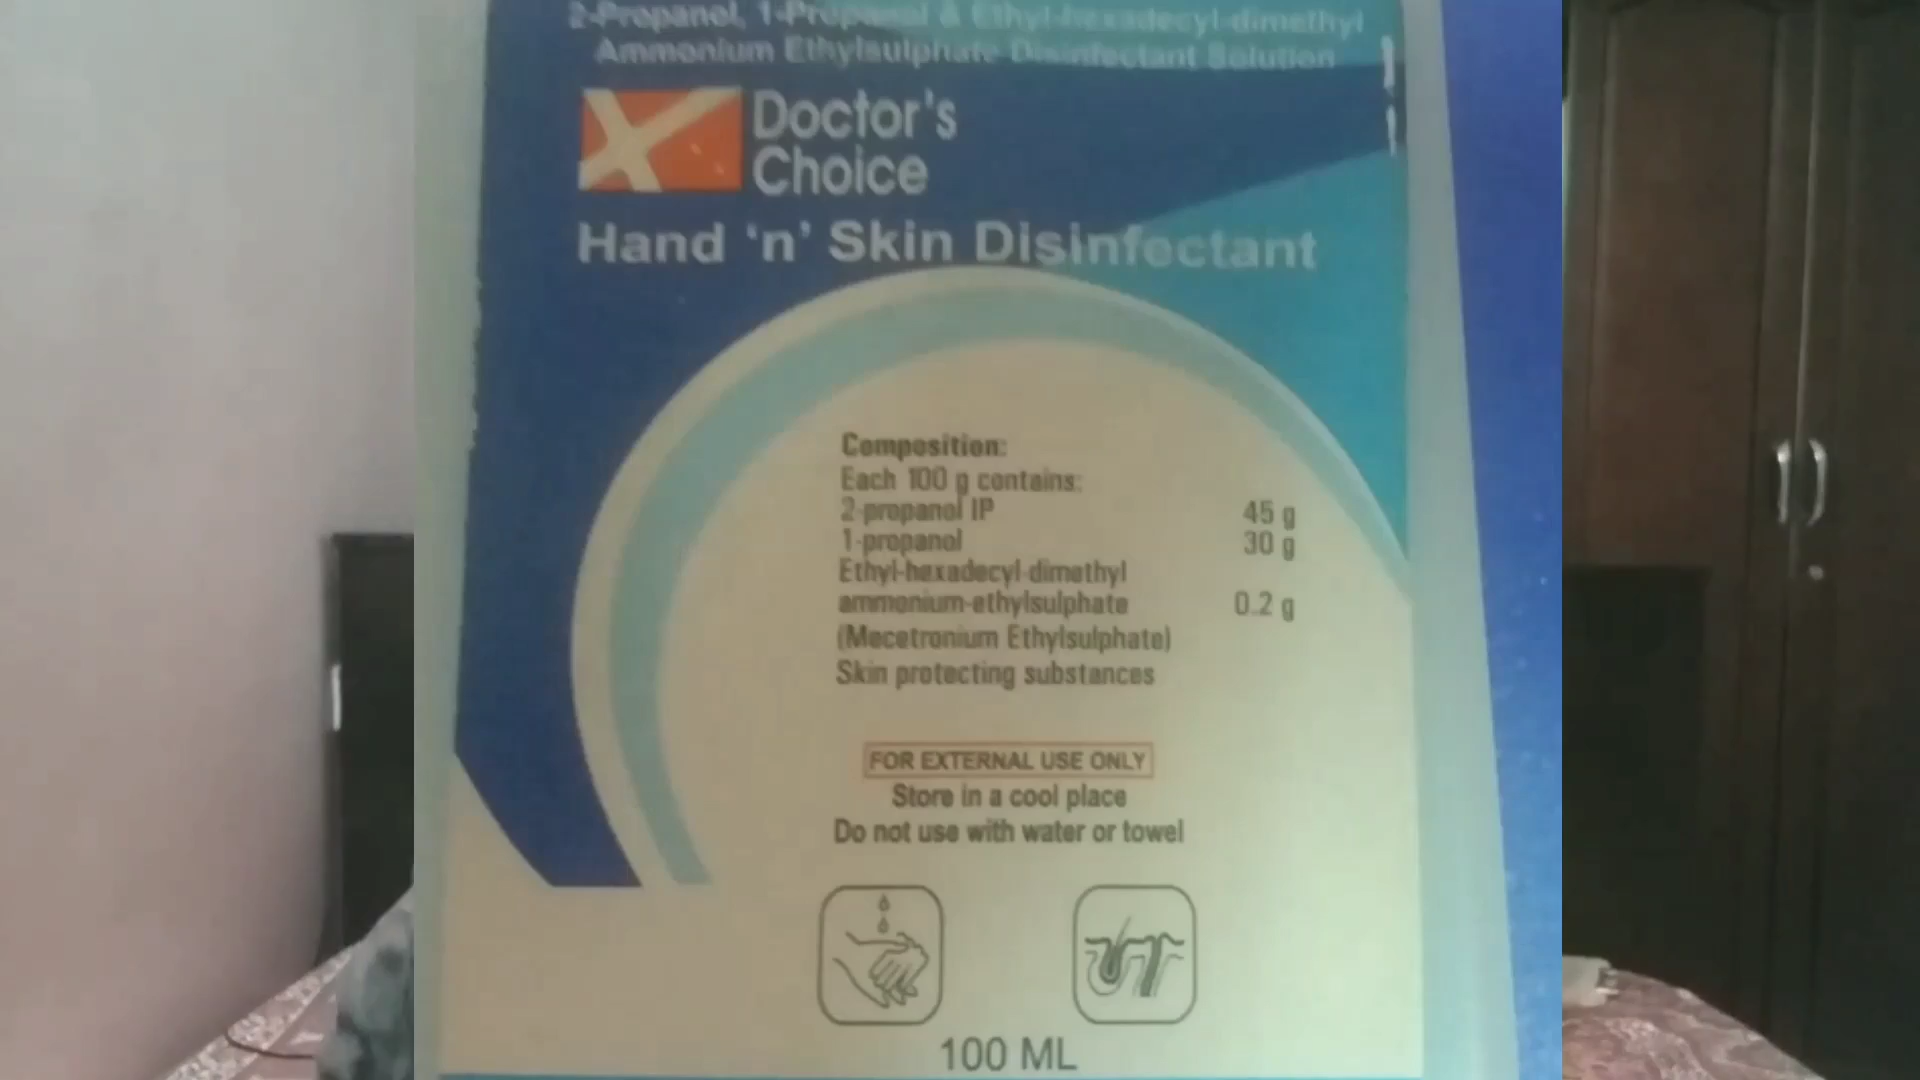 2-Propanol, 1-Propanol & Ethyl-hexadecyl-dimethyl
Ammonium Ethylsulphate Disinfectant Solution
Doctor's
Choice
Hand 'n' Skin Disinfectant
Composition:
Each 100 g contains:
2-propanol IP 45 g
1-propanol 30 g
Ethyl-hexadecyl-dimethyl
ammonium-ethylsulphate 0.2 g
(Mecetronium Ethylsulphate)
Skin protecting substances
FOR EXTERNAL USE ONLY
Store in a cool place
Do not use with water or towel
100 ML